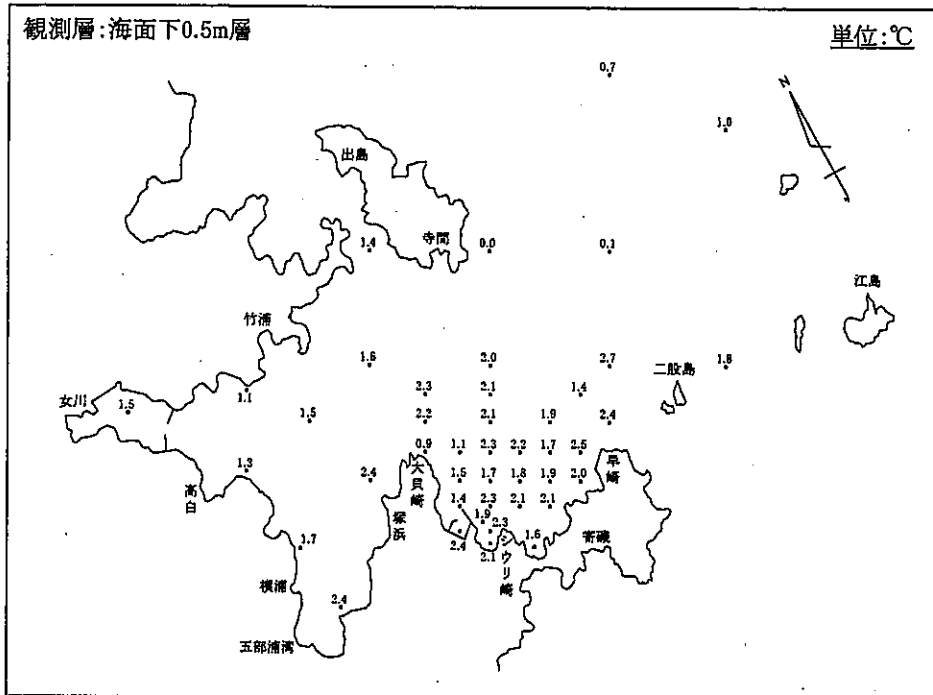 観測層:海面下0.5m層
単位:℃
0.7
1.0
N
出島
寺間
1.4
0.0
0.1
江島
竹浦
1.6
2.0
2.7
1.8
二股島
女川
1.5
1.1
2.3
2.1
1.4
1.5
2.2
2.1
1.9
2.4
0.9
1.1
2.3
2.2
1.7
2.5
早崎
1.3
2.4
大貝崎
1.5
1.7
1.8
1.9
2.0
高白
1.4
2.3
2.1
2.1
塚浜
1.9
2.3
1.7
2.4
2.1
シウリ崎
1.6
寄磯
横浦
2.4
五部浦湾